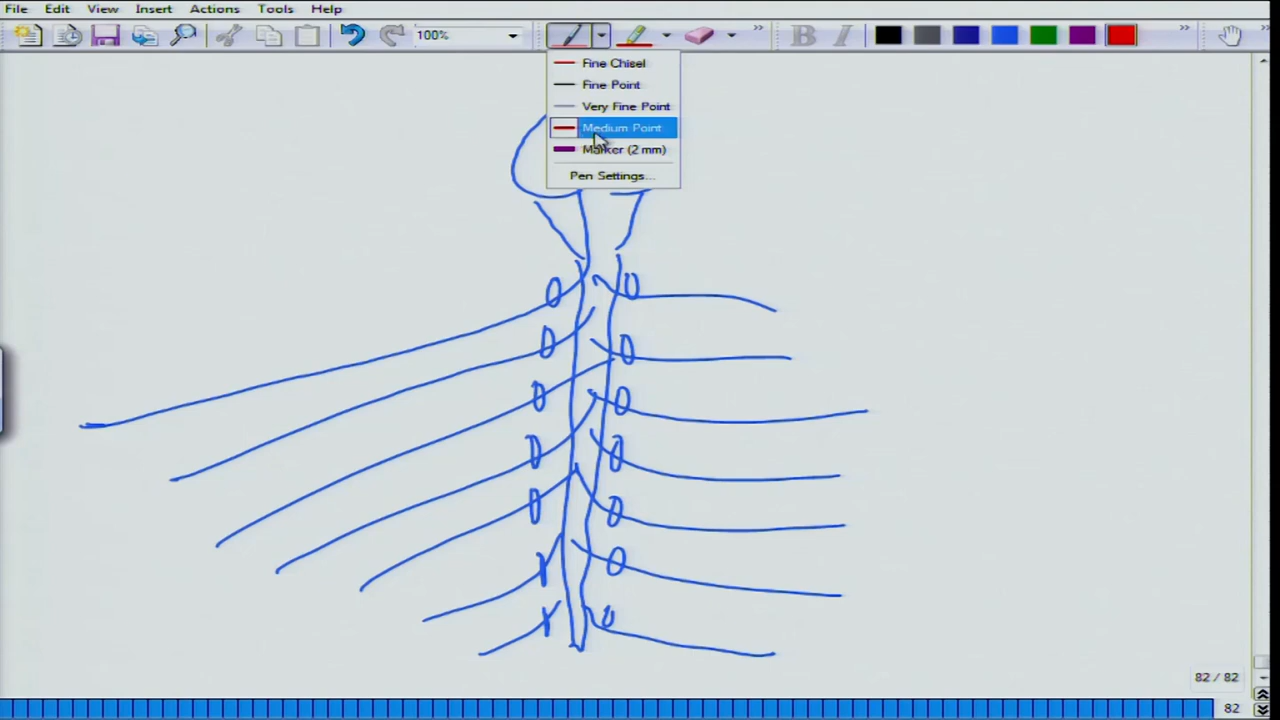 File Edit View Insert Actions Tools Help
100%
B I
Fine Chisel
Fine Point
Very Fine Point
Medium Point
Marker (2 mm)
Pen Settings...
82 / 82
82